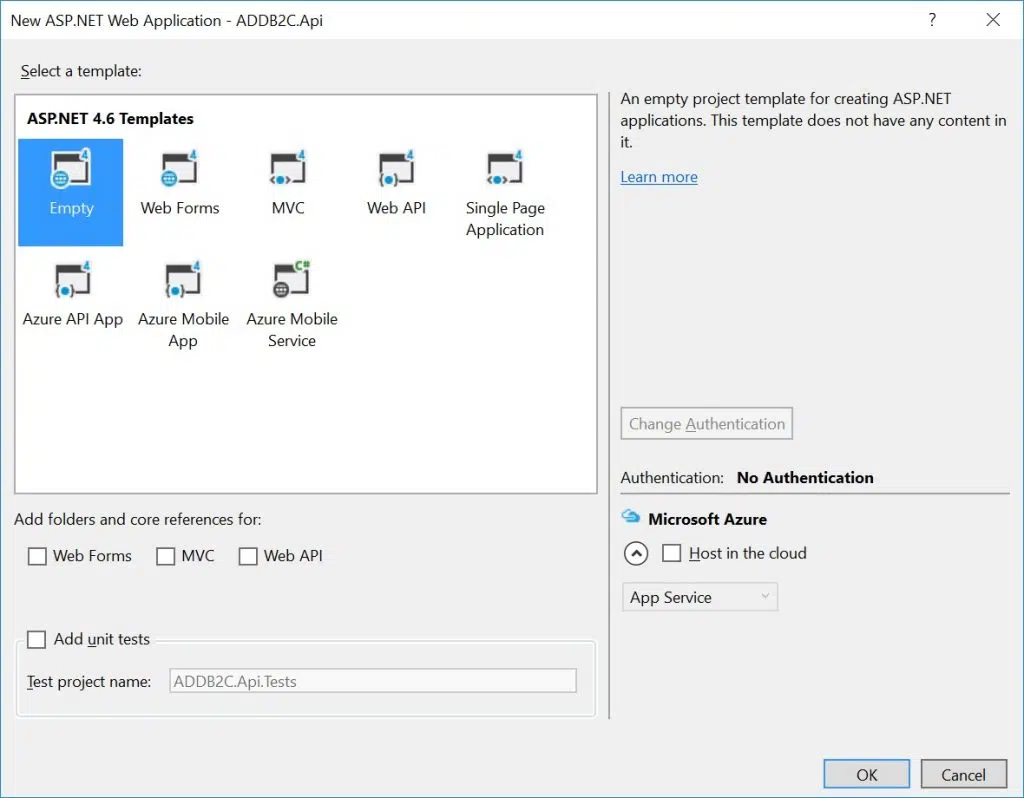 New ASP.NET Web Application - ADDB2C.Api
?
Select a template:
ASP.NET 4.6 Templates
4
4
4
4
4
Empty
Web Forms
MVC
Web API
Single Page
Application
4
4
C#
Azure API App
Azure Mobile
App
Azure Mobile
Service
An empty project template for creating ASP.NET
applications. This template does not have any content in
it.
Learn more
Change Authentication
Authentication: No Authentication
Microsoft Azure
Host in the cloud
App Service
Add folders and core references for:
Web Forms
MVC
Web API
Add unit tests
Test project name: ADDB2C.Api.Tests
OK
Cancel